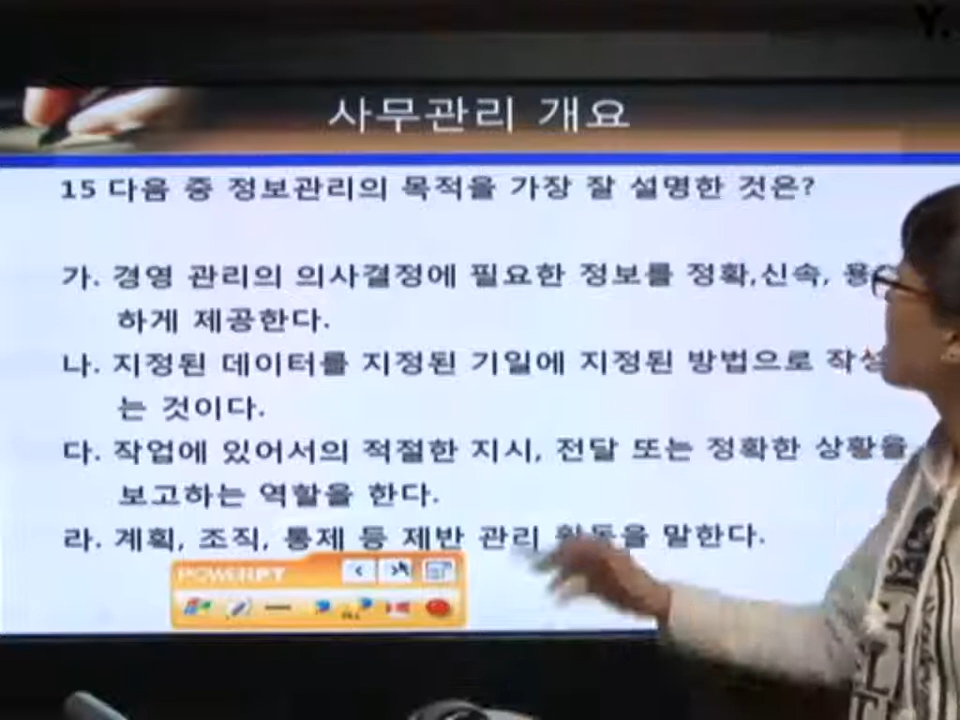 Y.
사무관리 개요
15 다음 중 정보관리의 목적을 가장 잘 설명한 것은?
가. 경영 관리의 의사결정에 필요한 정보를 정확,신속, 용
하게 제공한다.
나. 지정된 데이터를 지정된 기일에 지정된 방법으로 작성
는 것이다.
다. 작업에 있어서의 적절한 지시, 전달 또는 정확한 상황을
보고하는 역할을 한다.
라. 계획, 조직, 통제 등 제반 관리 활동을 말한다.
POWERPT